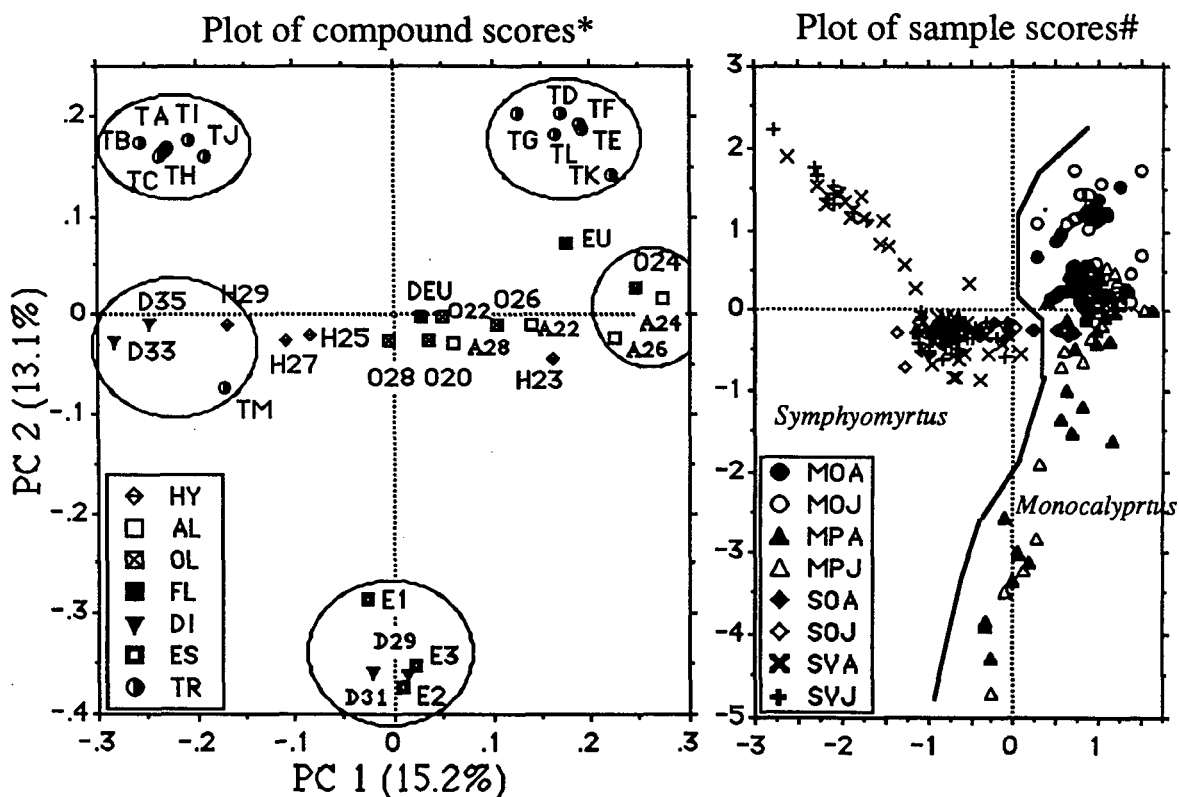 Plot of compound scores*
Plot of sample scores#
.2
.1
0
-.1
-.2
-.3
-.4
-.3 -.2 -.1 0 .1 .2 .3
PC 2 (13.1%)
PC 1 (15.2%)
TA TI
TB TJ
TC TH
TD TF
TG TE
TL
TK
EU
O24
A24
A26
DEU O22 O26
A22
A28
O28 O20 H23
D35 H29
D33
H27 H25
TM
E1
D29 E3
D31 E2
HY
AL
OL
FL
DI
ES
TR
3
2
1
0
-1
-2
-3
-4
-5
-3 -2 -1 0 1
Symphyomyrtus
Monocalyprtus
MOA
MOJ
MPA
MPJ
SOA
SOJ
SVA
SVJ